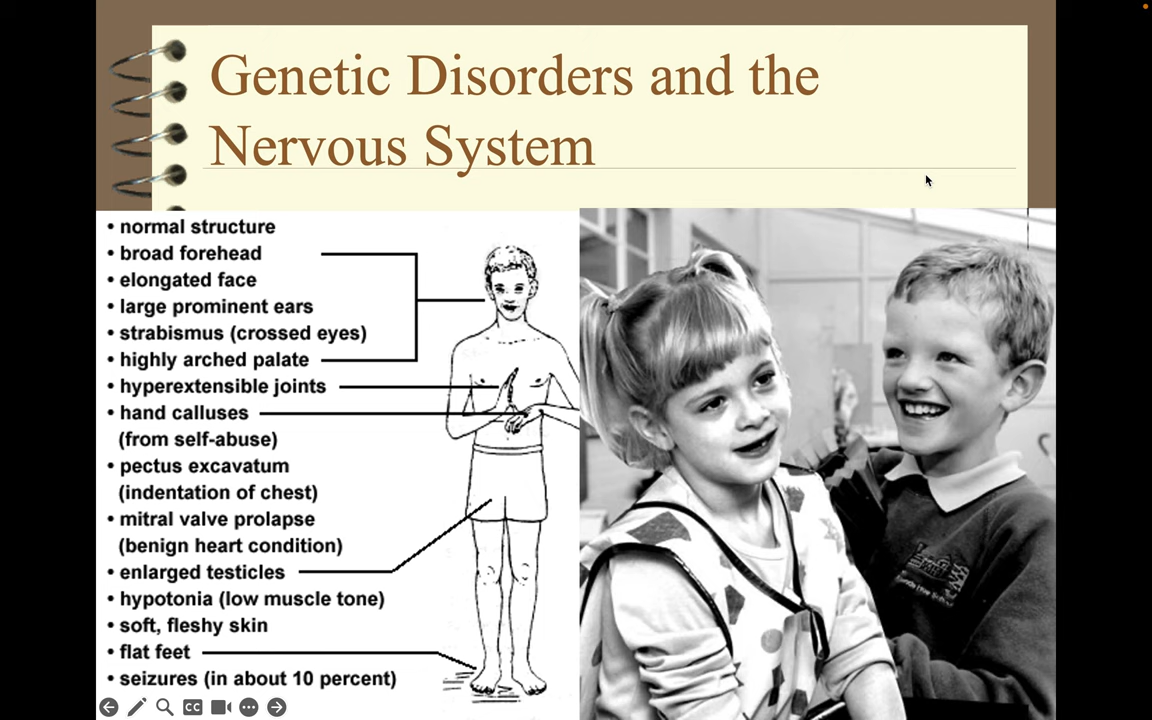 Genetic Disorders and the
Nervous System
• normal structure
• broad forehead
• elongated face
• large prominent ears
• strabismus (crossed eyes)
• highly arched palate
• hyperextensible joints
• hand calluses
(from self-abuse)
• pectus excavatum
(indentation of chest)
• mitral valve prolapse
(benign heart condition)
• enlarged testicles
• hypotonia (low muscle tone)
• soft, fleshy skin
• flat feet
• seizures (in about 10 percent)
CC